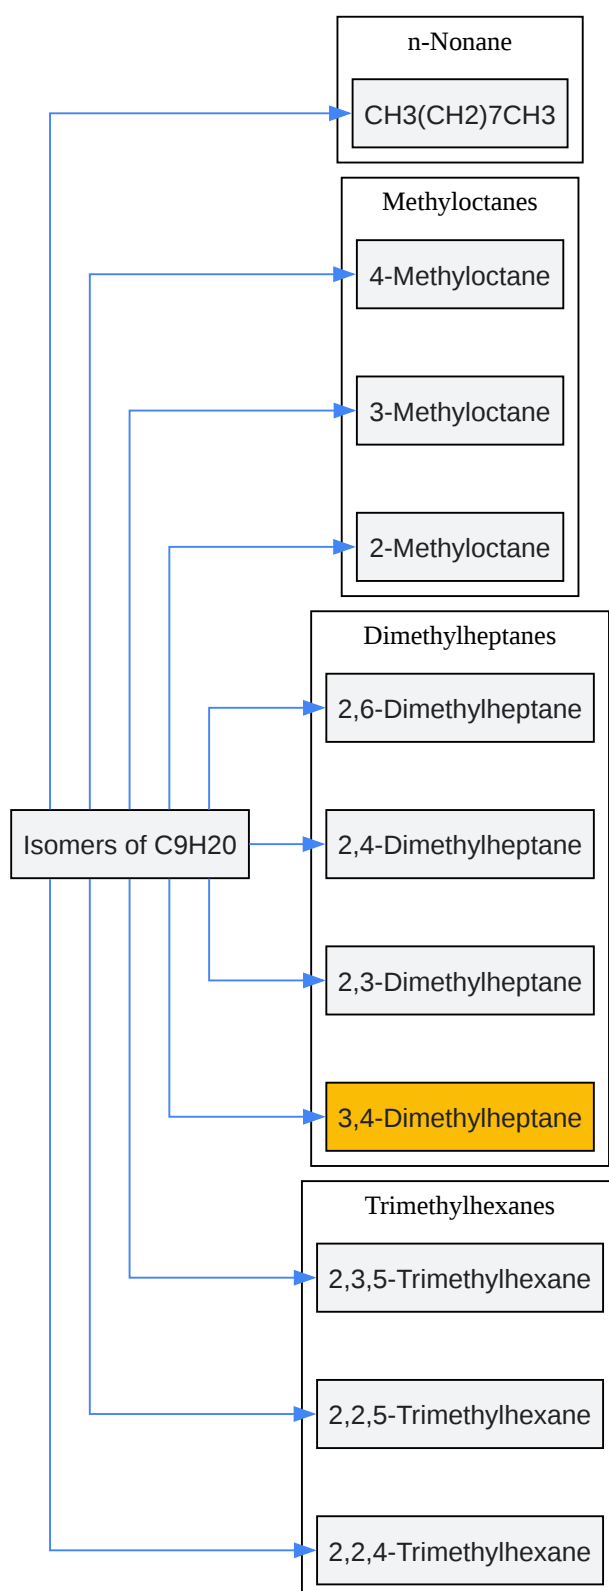 n-Nonane
CH3(CH2)7CH3
Methyloctanes
4-Methyloctane
3-Methyloctane
2-Methyloctane
Dimethylheptanes
2,6-Dimethylheptane
Isomers of C9H20
2,4-Dimethylheptane
2,3-Dimethylheptane
3,4-Dimethylheptane
Trimethylhexanes
2,3,5-Trimethylhexane
2,2,5-Trimethylhexane
2,2,4-Trimethylhexane